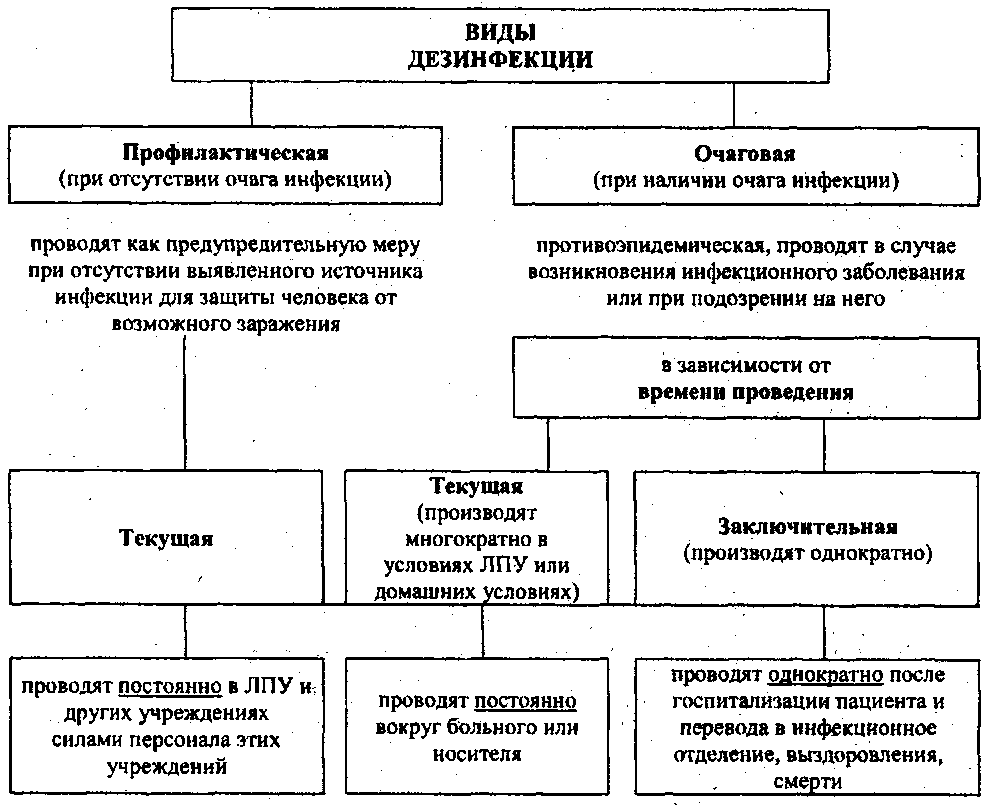 ВИДЫ
ДЕЗИНФЕКЦИИ
Профилактическая
(при отсутствии очага инфекции)
Очаговая
(при наличии очага инфекции)
проводят как предупредительную меру
при отсутствии выявленного источника
инфекции для защиты человека от
возможного заражения
противоэпидемическая, проводят в случае
возникновения инфекционного заболевания
или при подозрении на него
в зависимости от
времени проведения
Текущая
Текущая
(производят
многократно в
условиях ЛПУ или
домашних условиях)
Заключительная
(производят однократно)
проводят постоянно в ЛПУ и
других учреждениях
силами персонала этих
учреждений
проводят постоянно
вокруг больного или
носителя
проводят однократно после
госпитализации пациента и
перевода в инфекционное
отделение, выздоровления,
смерти